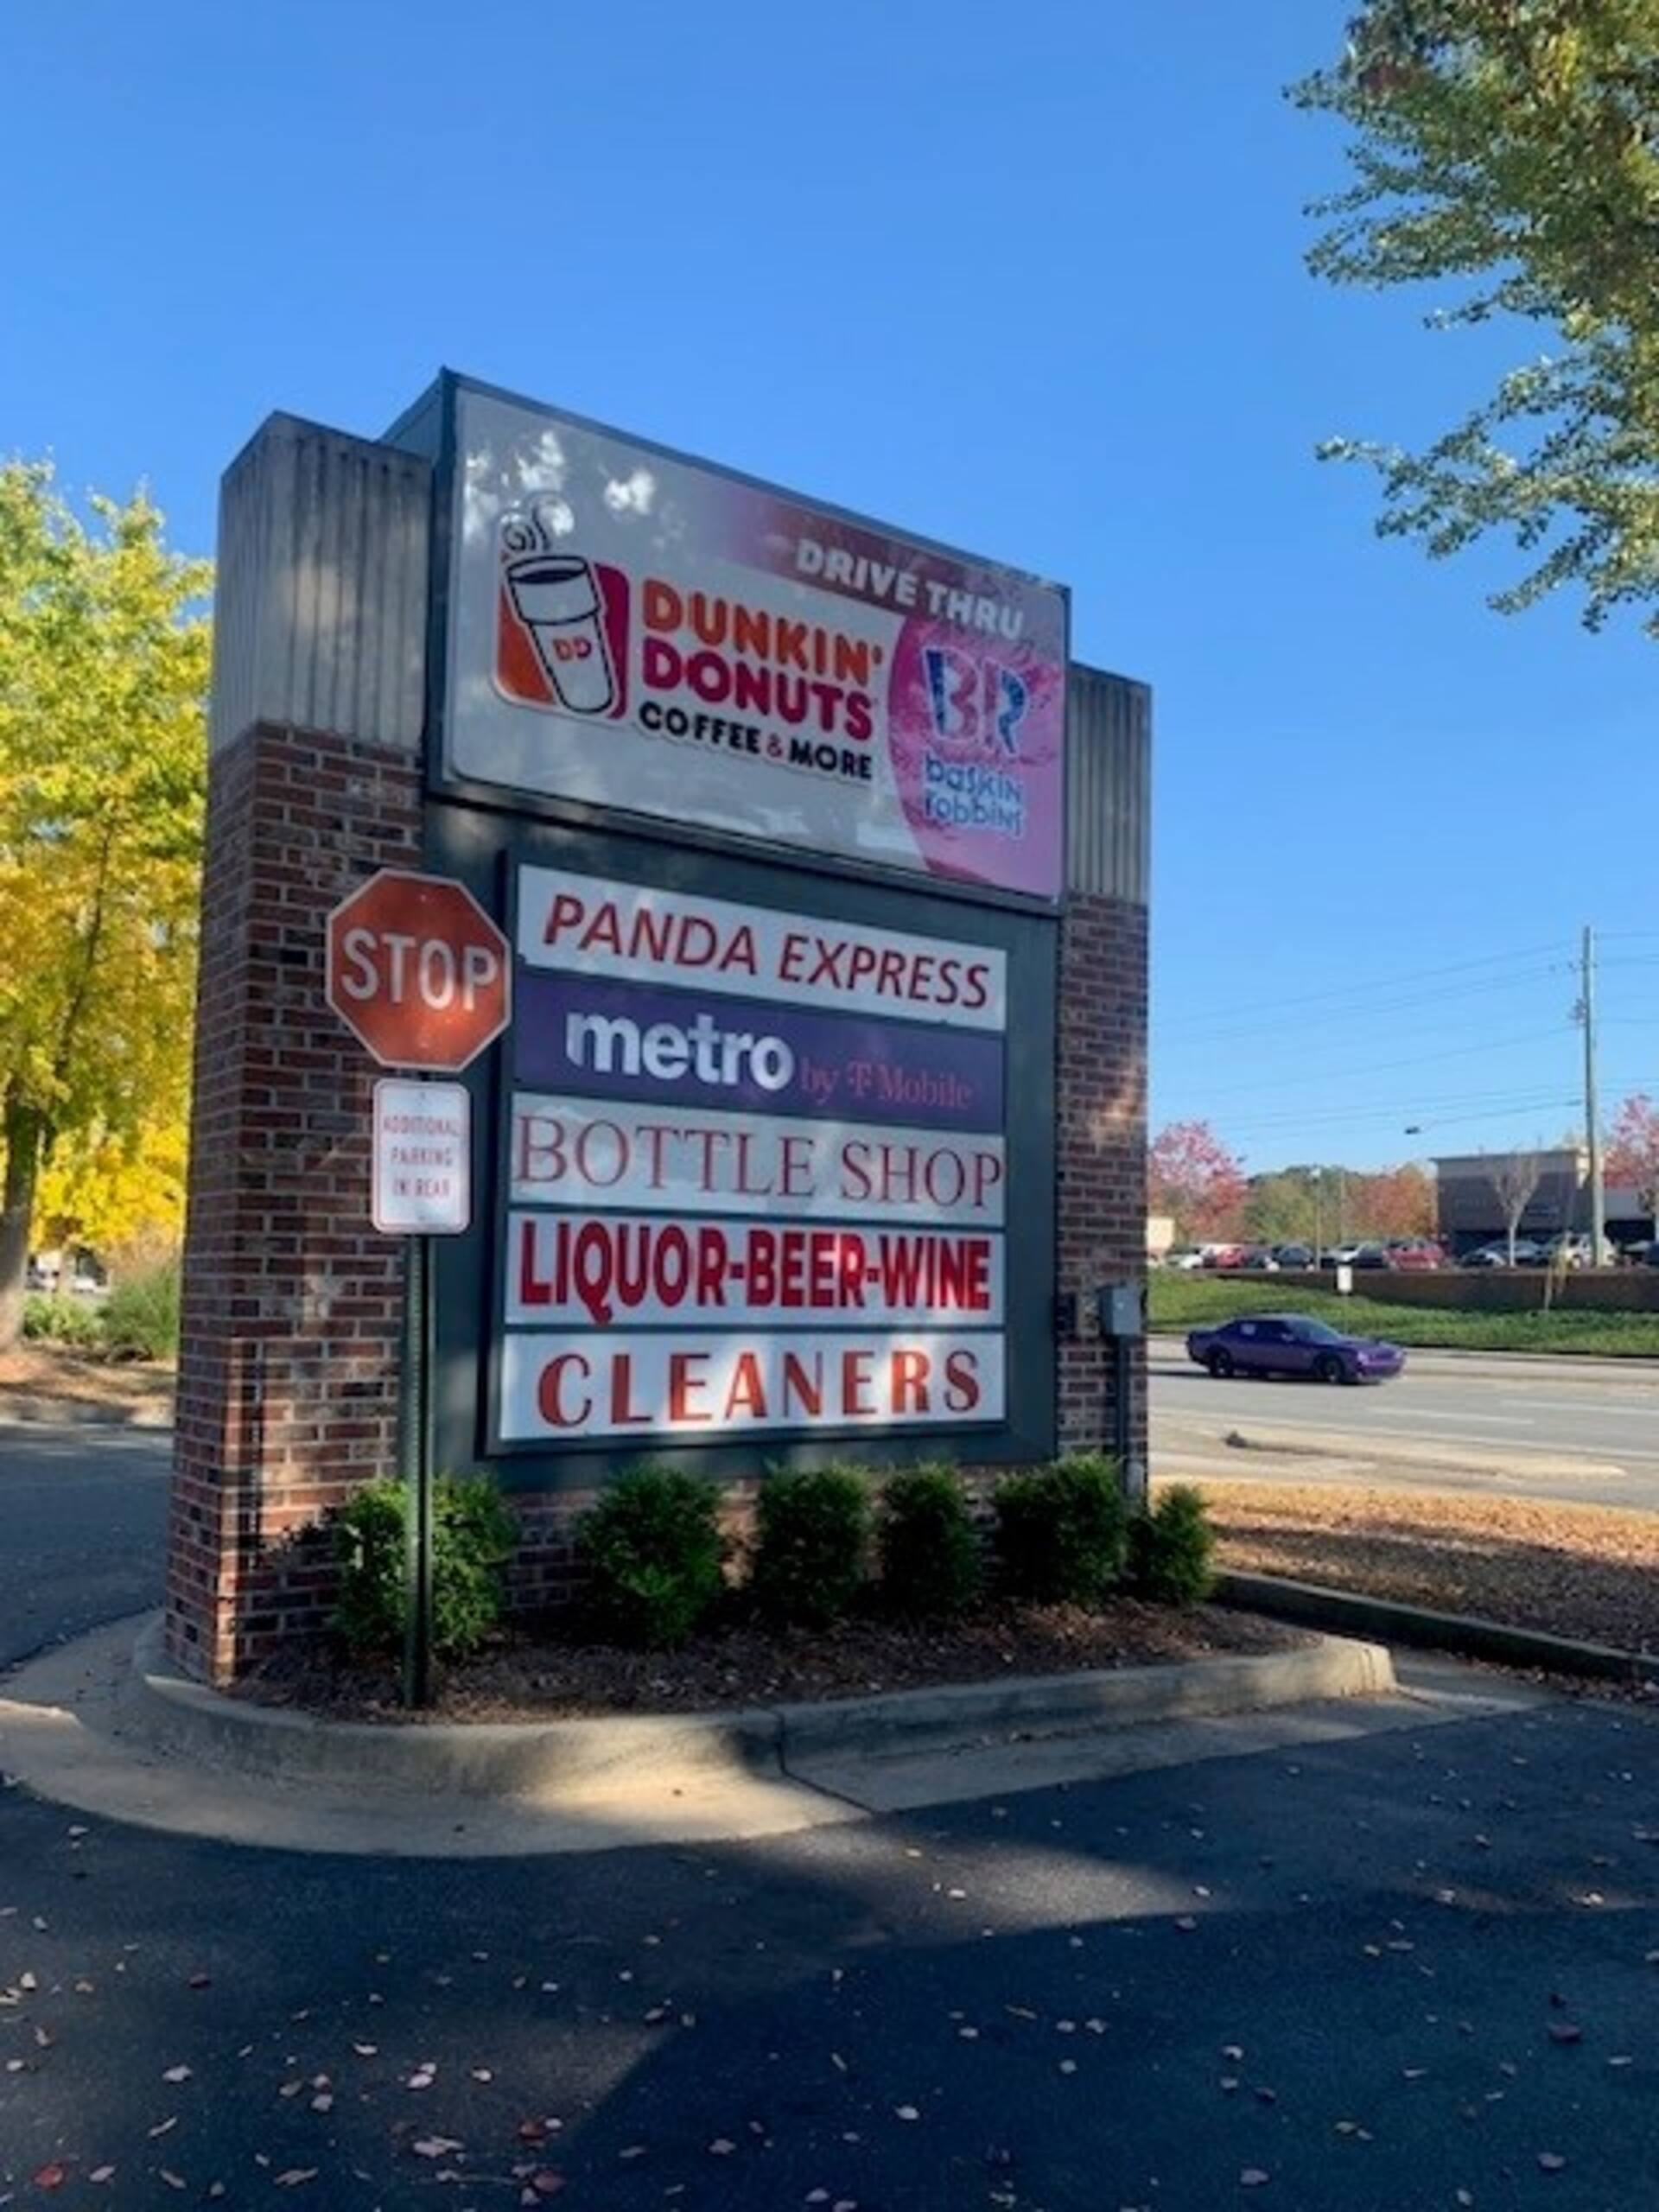 DRIVE THRU
DD
DUNKIN'
DONUTS
COFFEE & MORE
BR
baskin
robbins
PANDA EXPRESS
metro by T Mobile
BOTTLE SHOP
LIQUOR-BEER-WINE
CLEANERS
STOP
ADDITIONAL
PARKING
IN REAR